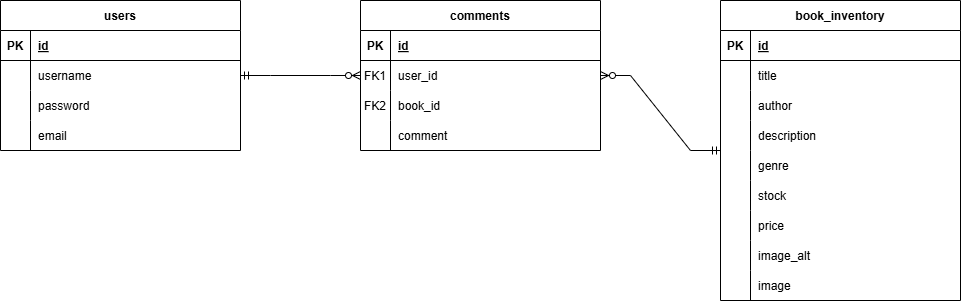 users
PK id
username
password
email
comments
PK id
FK1 user_id
FK2 book_id
comment
book_inventory
PK id
title
author
description
genre
stock
price
image_alt
image